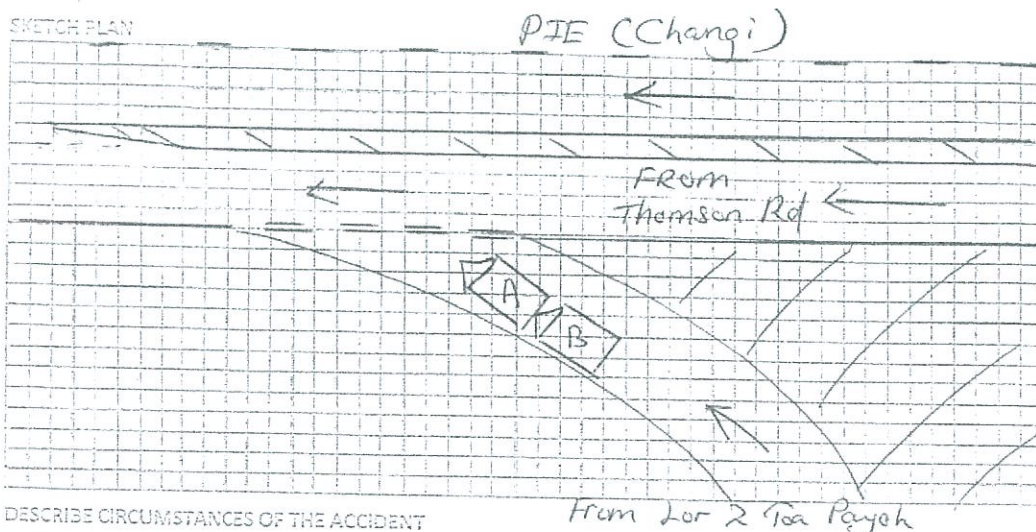 SKETCH PLAN
PIE (Changi)
FROM
Thomson Rd
A
B
From Lor 2 Toa Payoh
DESCRIBE CIRCUMSTANCES OF THE ACCIDENT